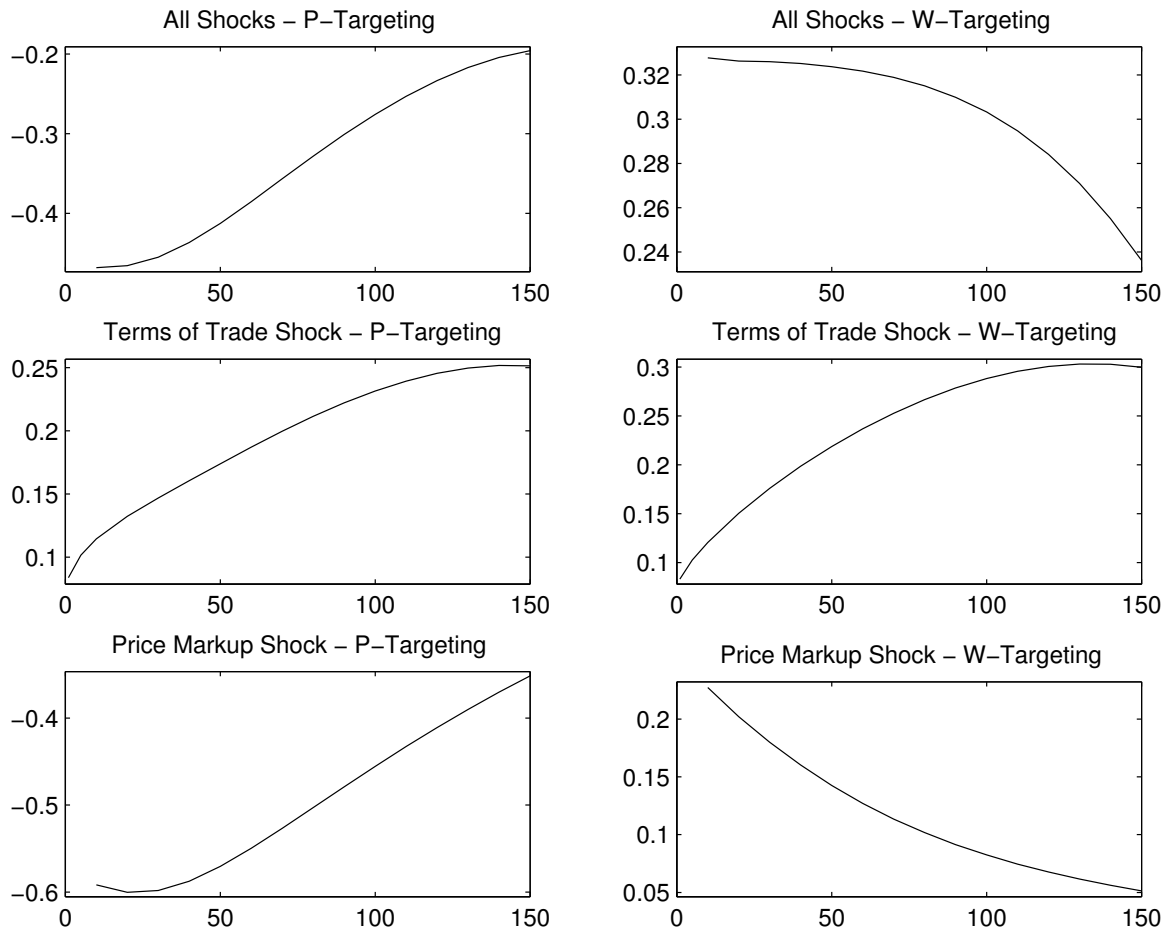 All Shocks – P–Targeting
−0.2
−0.3
−0.4
0 50 100 150
All Shocks – W–Targeting
0.32
0.3
0.28
0.26
0.24
0 50 100 150
Terms of Trade Shock – P–Targeting
0.25
0.2
0.15
0.1
0 50 100 150
Terms of Trade Shock – W–Targeting
0.3
0.25
0.2
0.15
0.1
0 50 100 150
Price Markup Shock – P–Targeting
−0.4
−0.5
−0.6
0 50 100 150
Price Markup Shock – W–Targeting
0.2
0.15
0.1
0.05
0 50 100 150